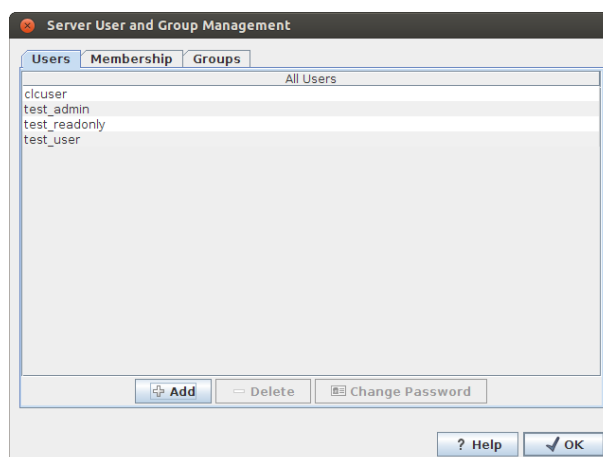 Server User and Group Management
Users Membership Groups
All Users
clcuser
test_admin
test_readonly
test_user
Add Delete Change Password
? Help OK